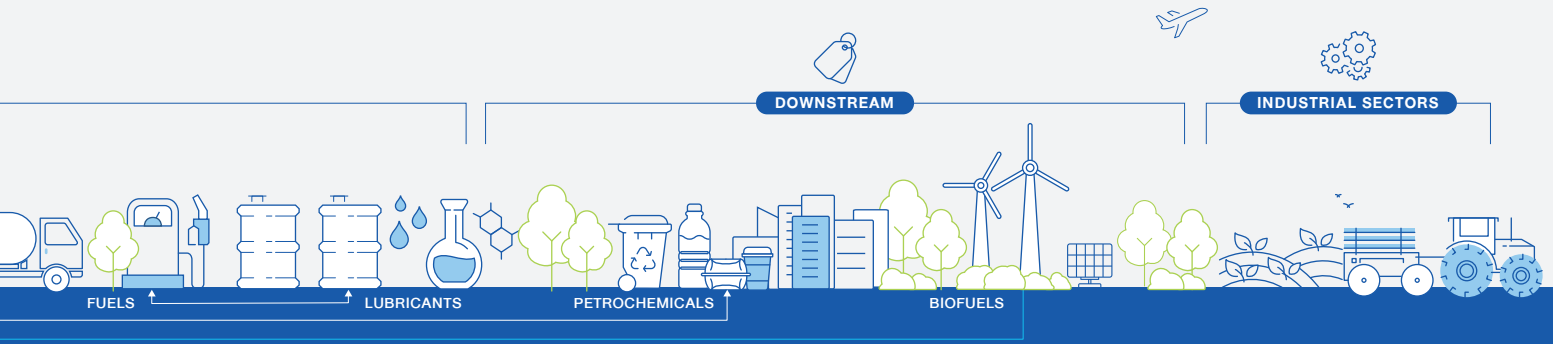 DOWNSTREAM
INDUSTRIAL SECTORS
FUELS
LUBRICANTS
PETROCHEMICALS
BIOFUELS